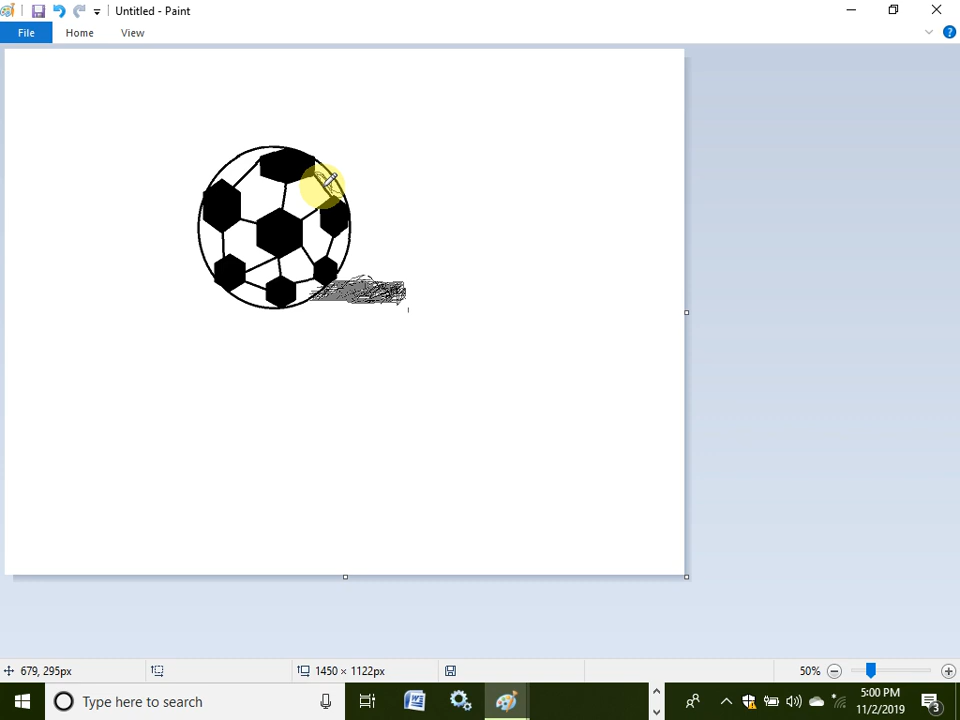 Untitled - Paint
File Home View
679, 295px 1450 × 1122px 50%
Type here to search
5:00 PM
11/2/2019
3